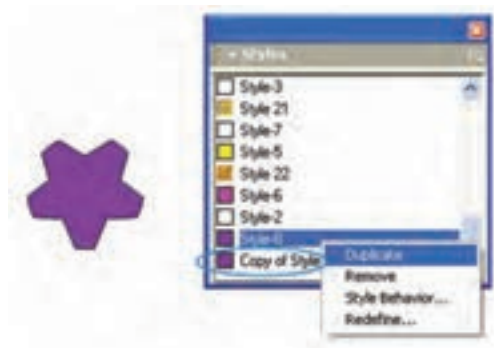 Styles
Style-3
Style 21
Style-7
Style-5
Style 22
Style-6
Style-2
Copy of Style
Duplicate
Remove
Style Behavior...
Redefine...